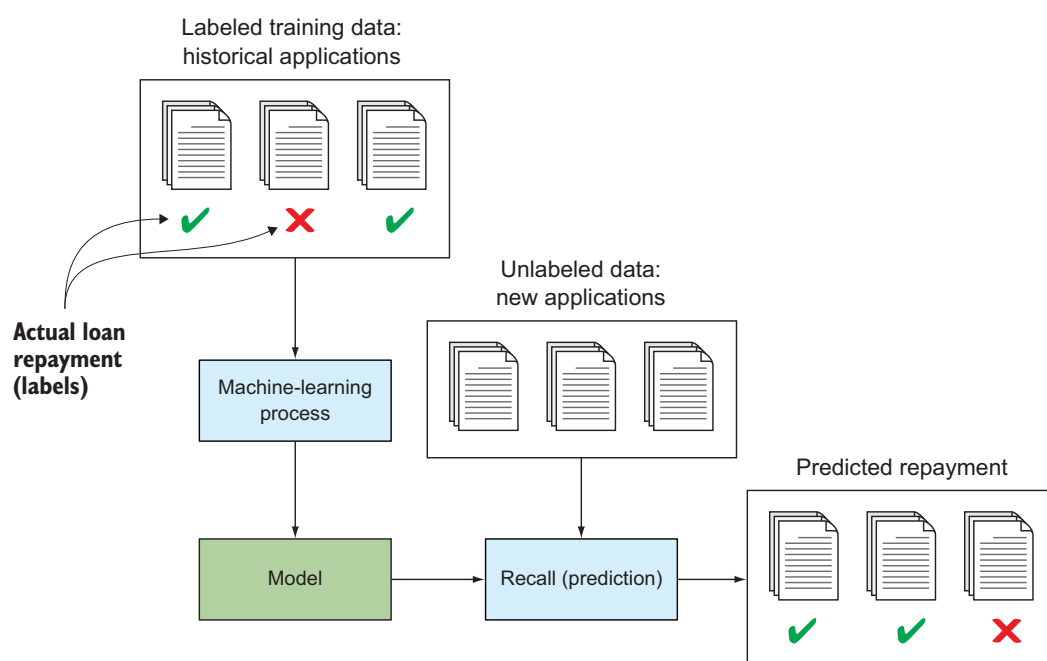 Labeled training data:
historical applications
Actual loan
repayment
(labels)
Unlabeled data:
new applications
Machine-learning
process
Predicted repayment
Model
Recall (prediction)